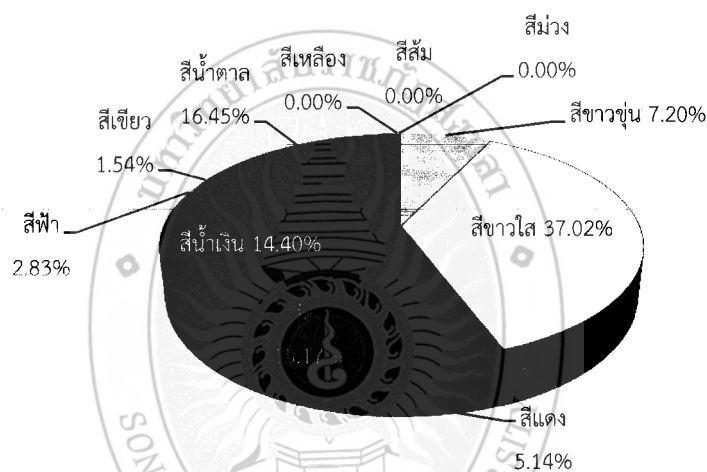 สีม่วง
0.00%
สีส้ม
0.00%
สีเหลือง
0.00%
สีน้ำตาล
16.45%
สีขาวขุ่น 7.20%
สีเขียว
1.54%
สีขาวใส 37.02%
สีฟ้า
2.83%
สีน้ำเงิน 14.40%
สีแดง
5.14%
SON